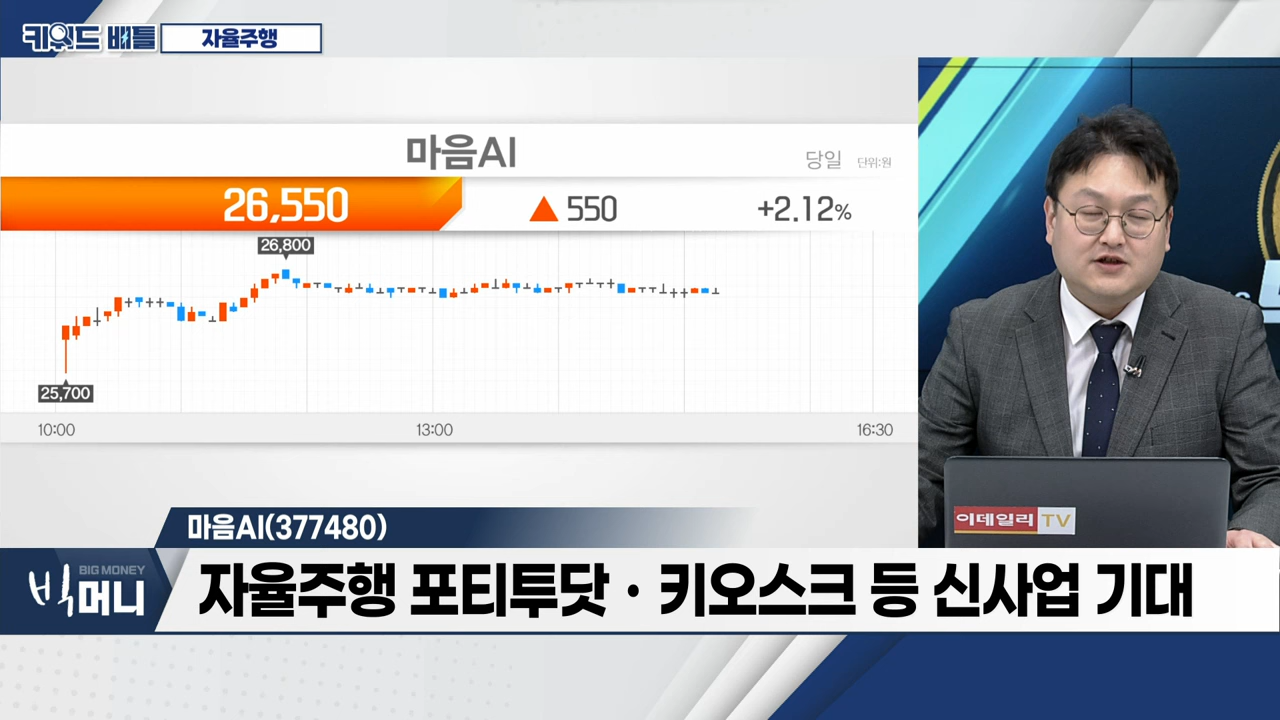 키워드 배틀
자율주행
마음AI
당일 단위:원
26,550 ▲ 550 +2.12%
26,800
25,700
10:00 13:00 16:30
마음AI(377480)
이데일리 TV
BIG MONEY
빅머니
자율주행 포티투닷 · 키오스크 등 신사업 기대